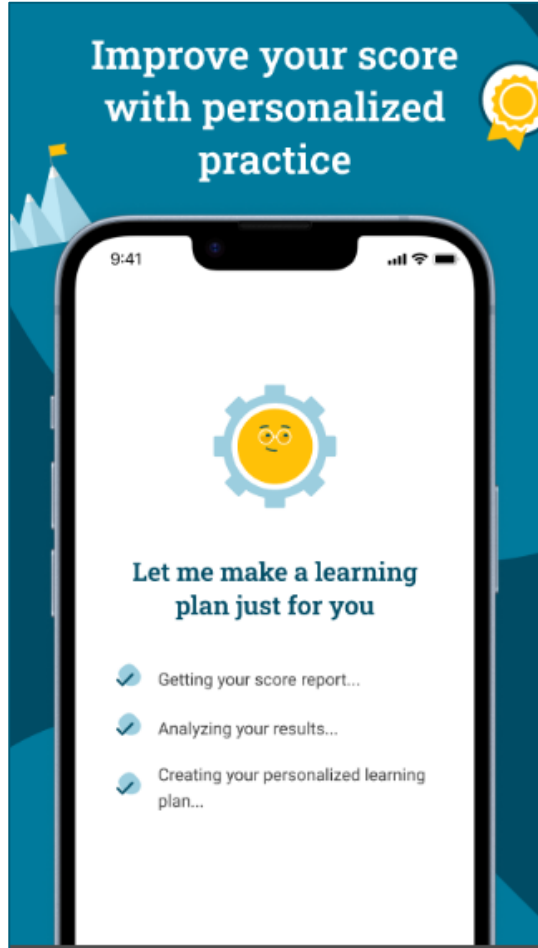 Improve your score
with personalized
practice
9:41
Let me make a learning
plan just for you
Getting your score report...
Analyzing your results...
Creating your personalized learning
plan...